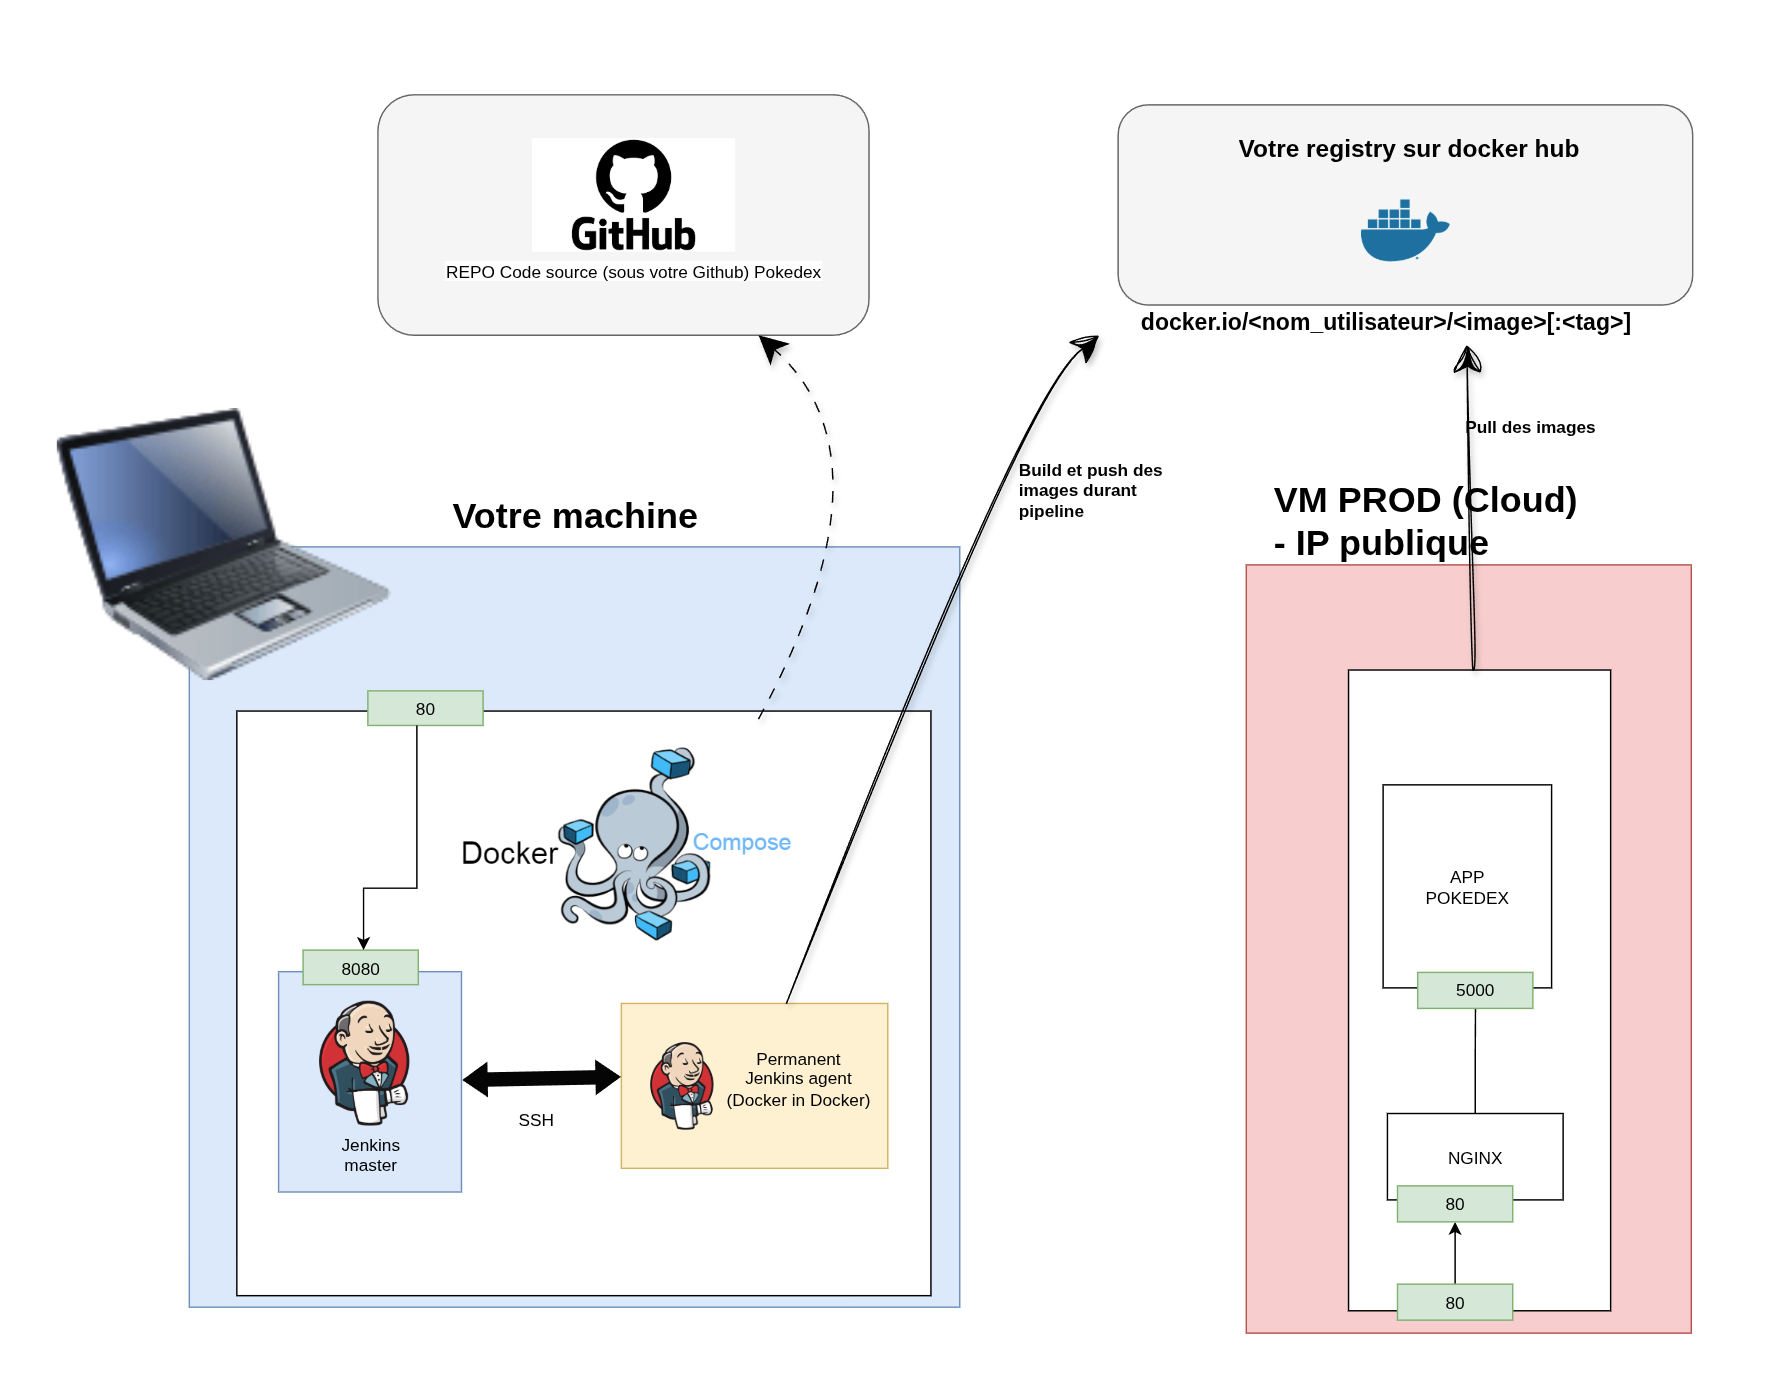 GitHub
REPO Code source (sous votre Github) Pokedex
Votre registry sur docker hub
docker.io/<nom_utilisateur>/<image>[:<tag>]
Pull des images
Build et push des
images durant
pipeline
Votre machine
VM PROD (Cloud)
- IP publique
80
Docker
Compose
8080
Jenkins
master
SSH
Permanent
Jenkins agent
(Docker in Docker)
APP
POKEDEX
5000
NGINX
80
80